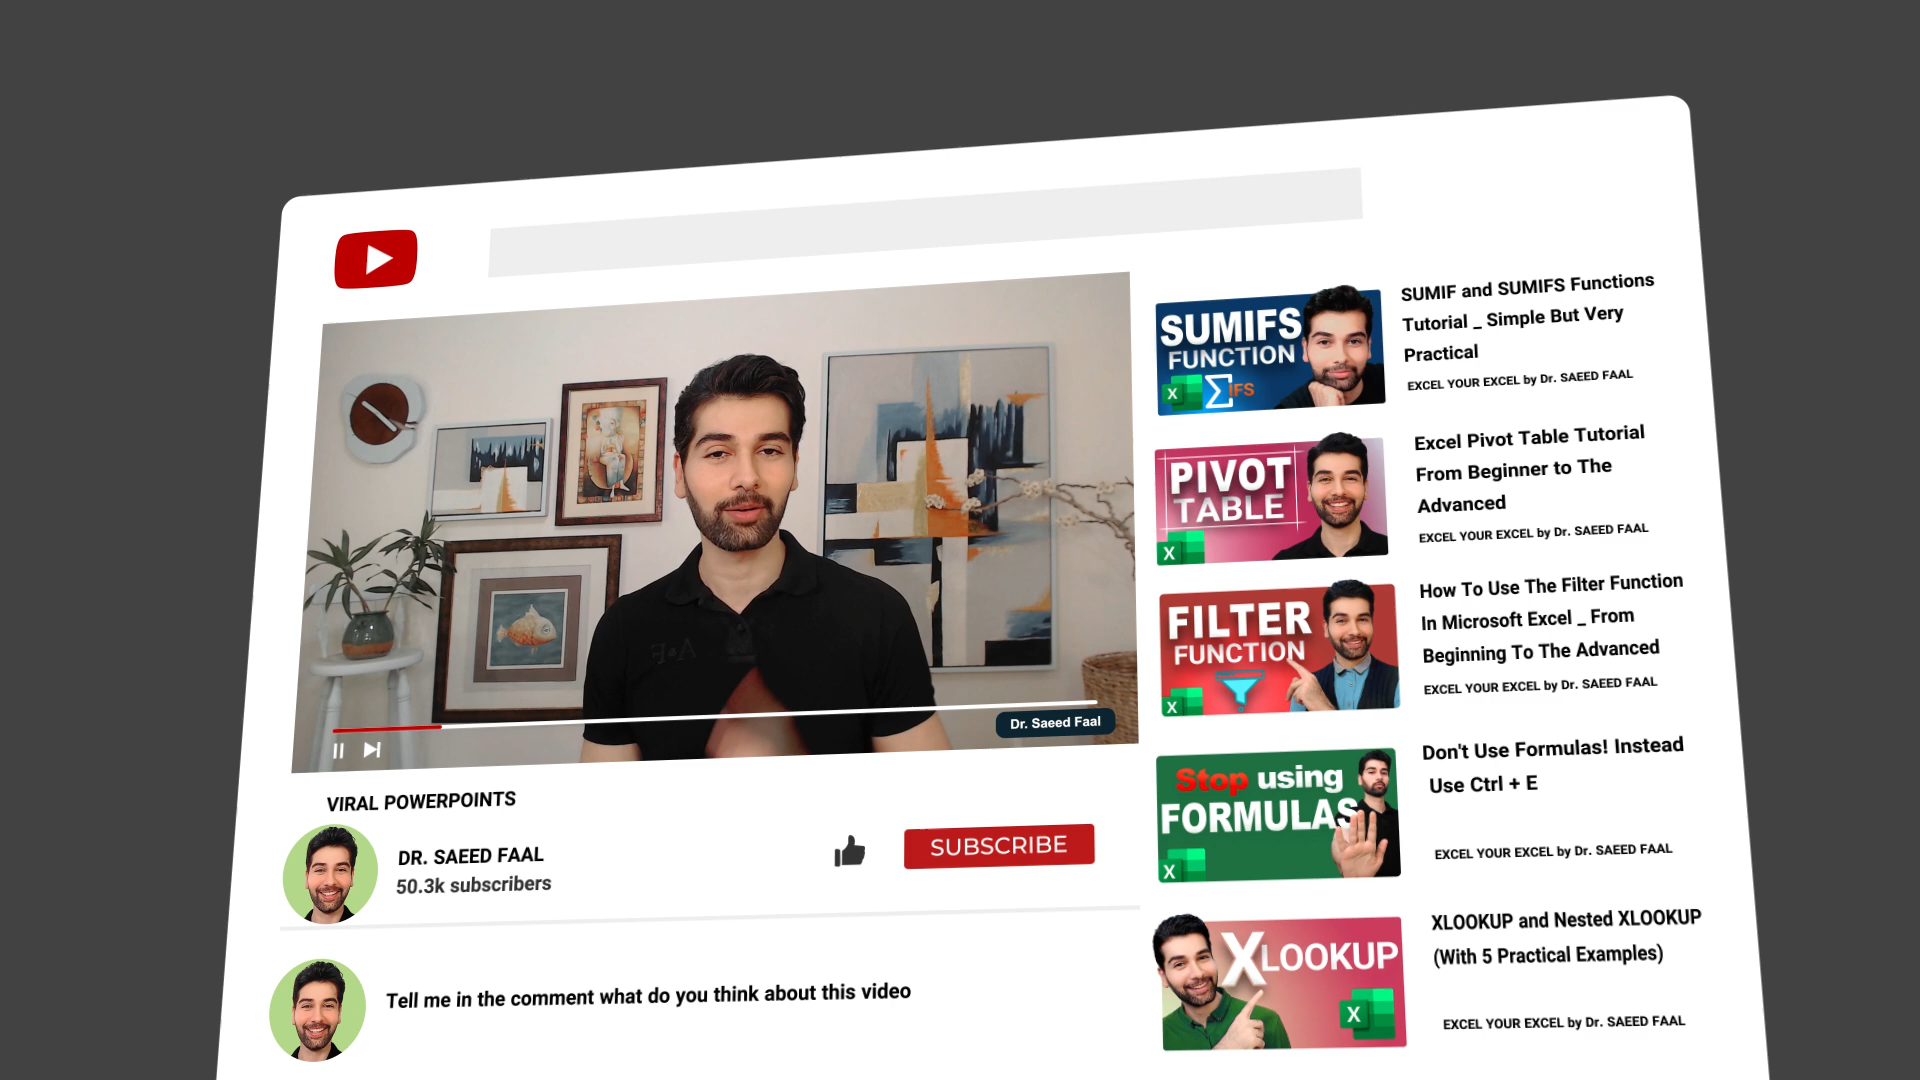 Dr. Saeed Faal
VIRAL POWERPOINTS
DR. SAEED FAAL
50.3k subscribers
SUBSCRIBE
Tell me in the comment what do you think about this video
SUMIFS
FUNCTION
X
IFS
SUMIF and SUMIFS Functions
Tutorial _ Simple But Very
Practical
EXCEL YOUR EXCEL by Dr. SAEED FAAL
PIVOT
TABLE
X
Excel Pivot Table Tutorial
From Beginner to The
Advanced
EXCEL YOUR EXCEL by Dr. SAEED FAAL
FILTER
FUNCTION
X
How To Use The Filter Function
In Microsoft Excel _ From
Beginning To The Advanced
EXCEL YOUR EXCEL by Dr. SAEED FAAL
Stop using
FORMULAS
X
Don't Use Formulas! Instead
Use Ctrl + E
EXCEL YOUR EXCEL by Dr. SAEED FAAL
XLOOKUP
X
XLOOKUP and Nested XLOOKUP
(With 5 Practical Examples)
EXCEL YOUR EXCEL by Dr. SAEED FAAL